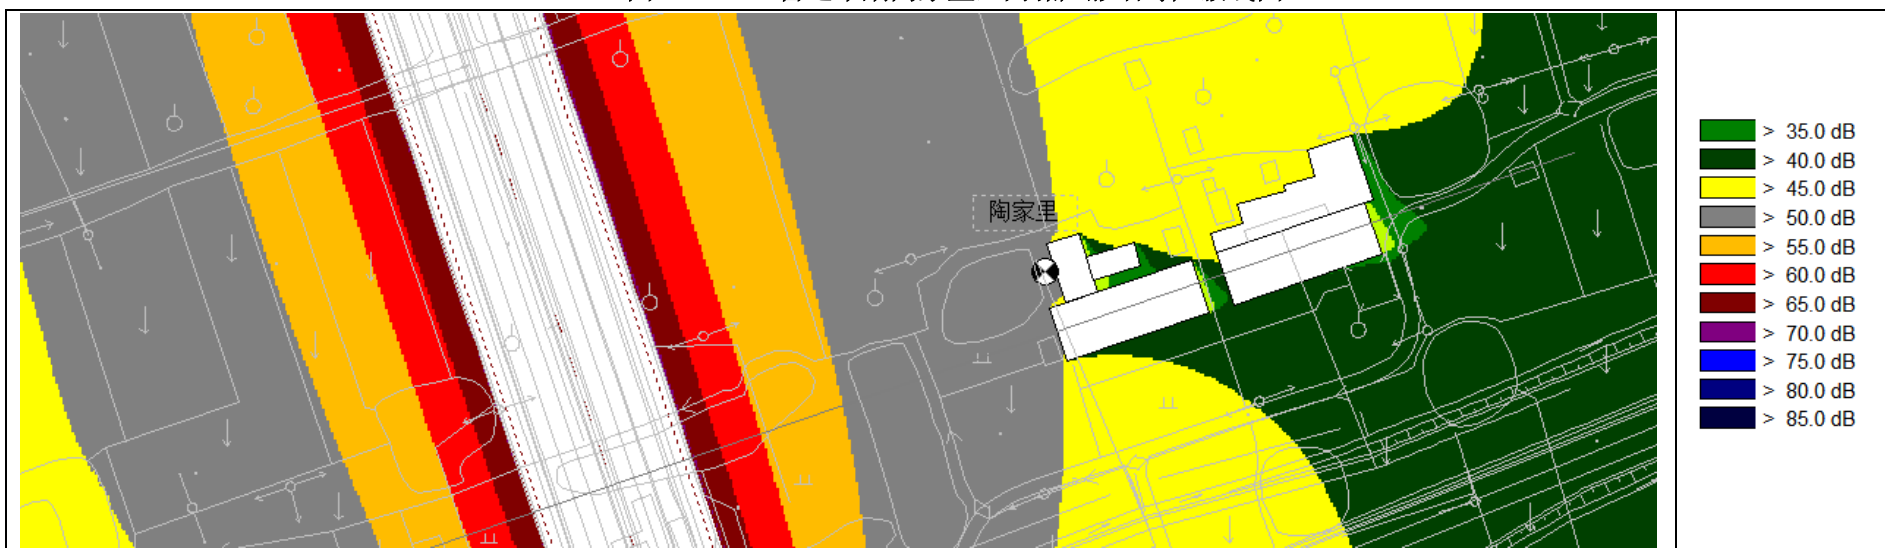 陶家里
> 35.0 dB
> 40.0 dB
> 45.0 dB
> 50.0 dB
> 55.0 dB
> 60.0 dB
> 65.0 dB
> 70.0 dB
> 75.0 dB
> 80.0 dB
> 85.0 dB